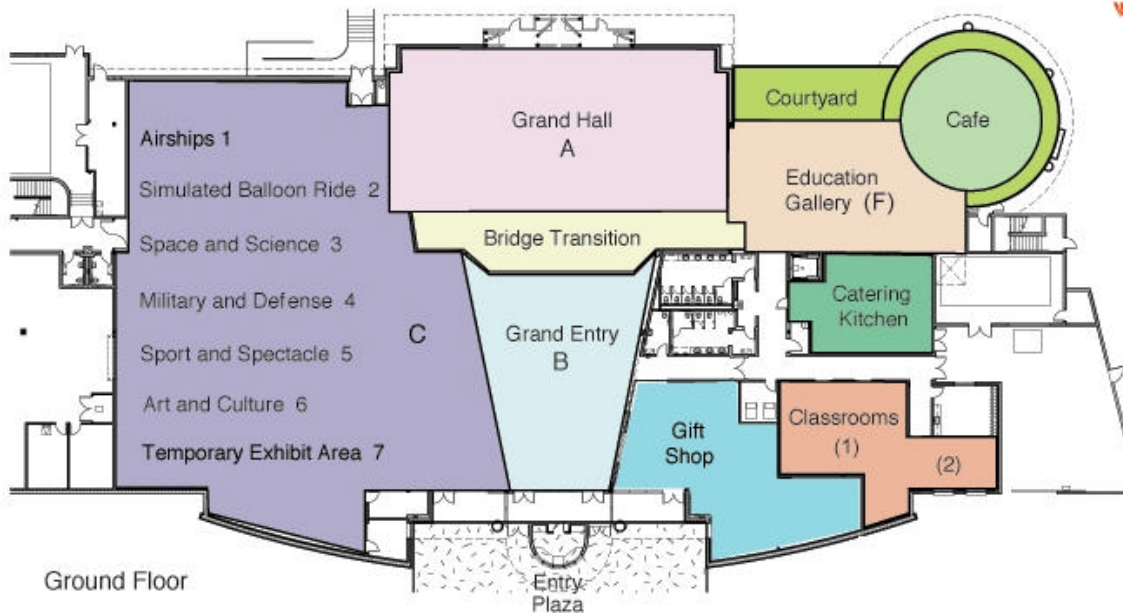 Airships 1
Simulated Balloon Ride 2
Space and Science 3
Military and Defense 4
Sport and Spectacle 5
Art and Culture 6
Temporary Exhibit Area 7
C
Grand Hall
A
Bridge Transition
Grand Entry
B
Courtyard
Cafe
Education
Gallery (F)
Catering
Kitchen
Gift
Shop
Classrooms
(1)
(2)
Ground Floor
Entry
Plaza